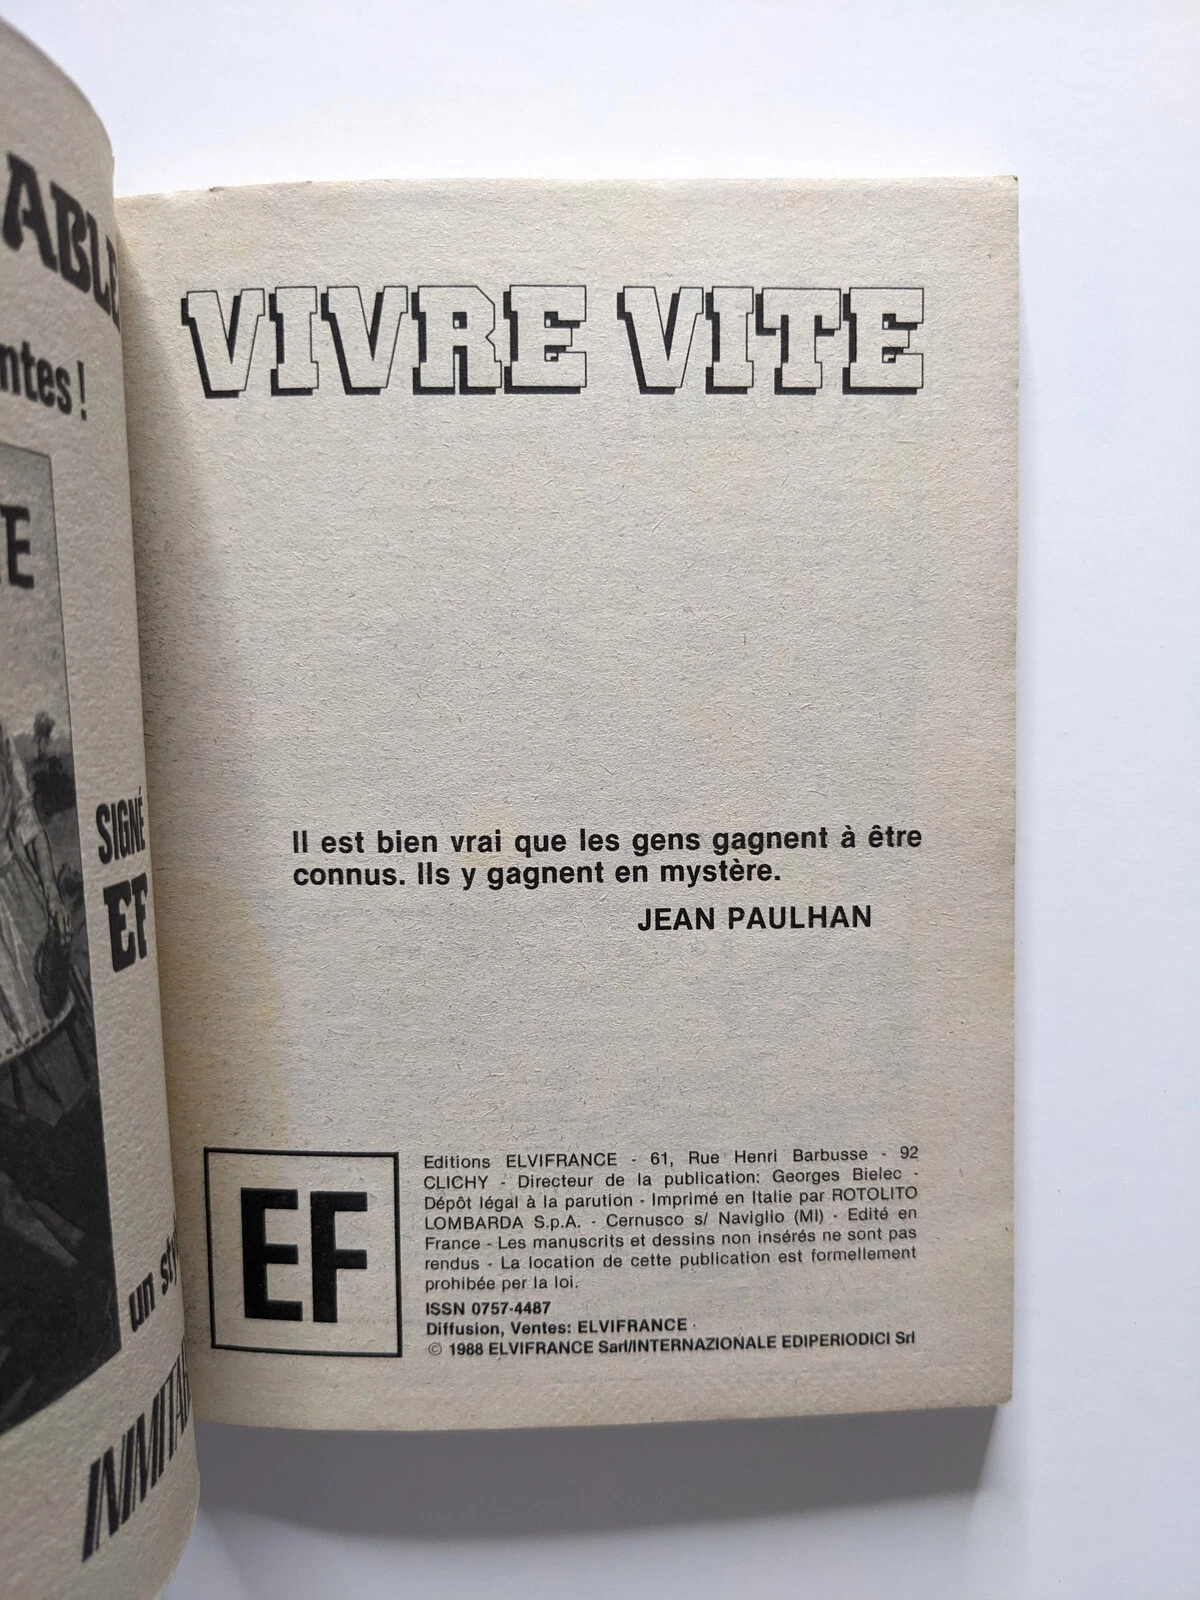 ABLE
ntes!
TE
SIGNÉ
EF
un sty
INIMITAB
VIVRE VITE
Il est bien vrai que les gens gagnent à être
connus. Ils y gagnent en mystère.
JEAN PAULHAN
EF
Editions ELVIFRANCE - 61, Rue Henri Barbusse - 92
CLICHY - Directeur de la publication: Georges Bielec -
Dépôt légal à la parution - Imprimé en Italie par ROTOLITO
LOMBARDA S.p.A. - Cernusco s/ Naviglio (MI) - Edité en
France - Les manuscrits et dessins non insérés ne sont pas
rendus - La location de cette publication est formellement
prohibée per la loi.
ISSN 0757-4487
Diffusion, Ventes: ELVIFRANCE
© 1988 ELVIFRANCE Sarl/INTERNAZIONALE EDIPERIODICI Srl